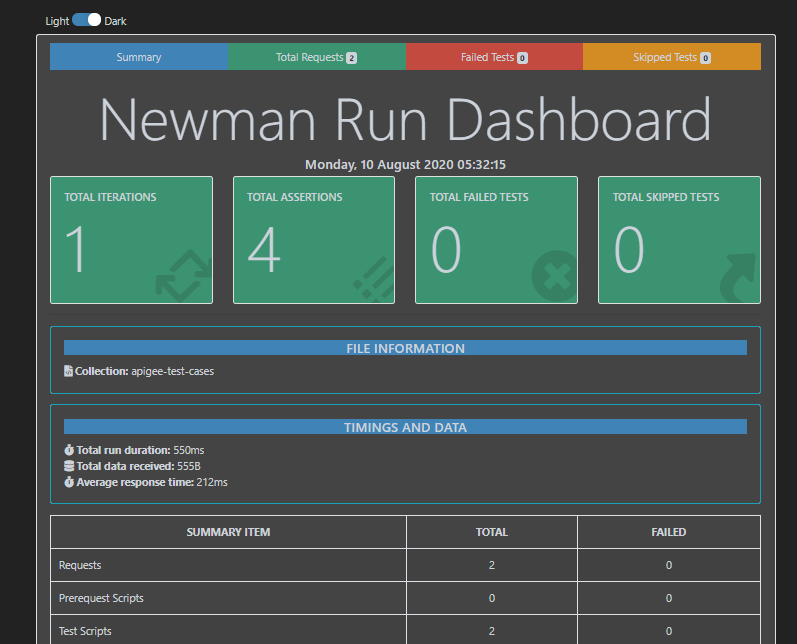 Light Dark
Summary Total Requests 2 Failed Tests 0 Skipped Tests 0
Newman Run Dashboard
Monday, 10 August 2020 05:32:15
TOTAL ITERATIONS TOTAL ASSERTIONS TOTAL FAILED TESTS TOTAL SKIPPED TESTS
1 4 0 0
FILE INFORMATION
Collection: apigee-test-cases
TIMINGS AND DATA
Total run duration: 550ms
Total data received: 555B
Average response time: 212ms
SUMMARY ITEM TOTAL FAILED
Requests 2 0
Prerequest Scripts 0 0
Test Scripts 2 0